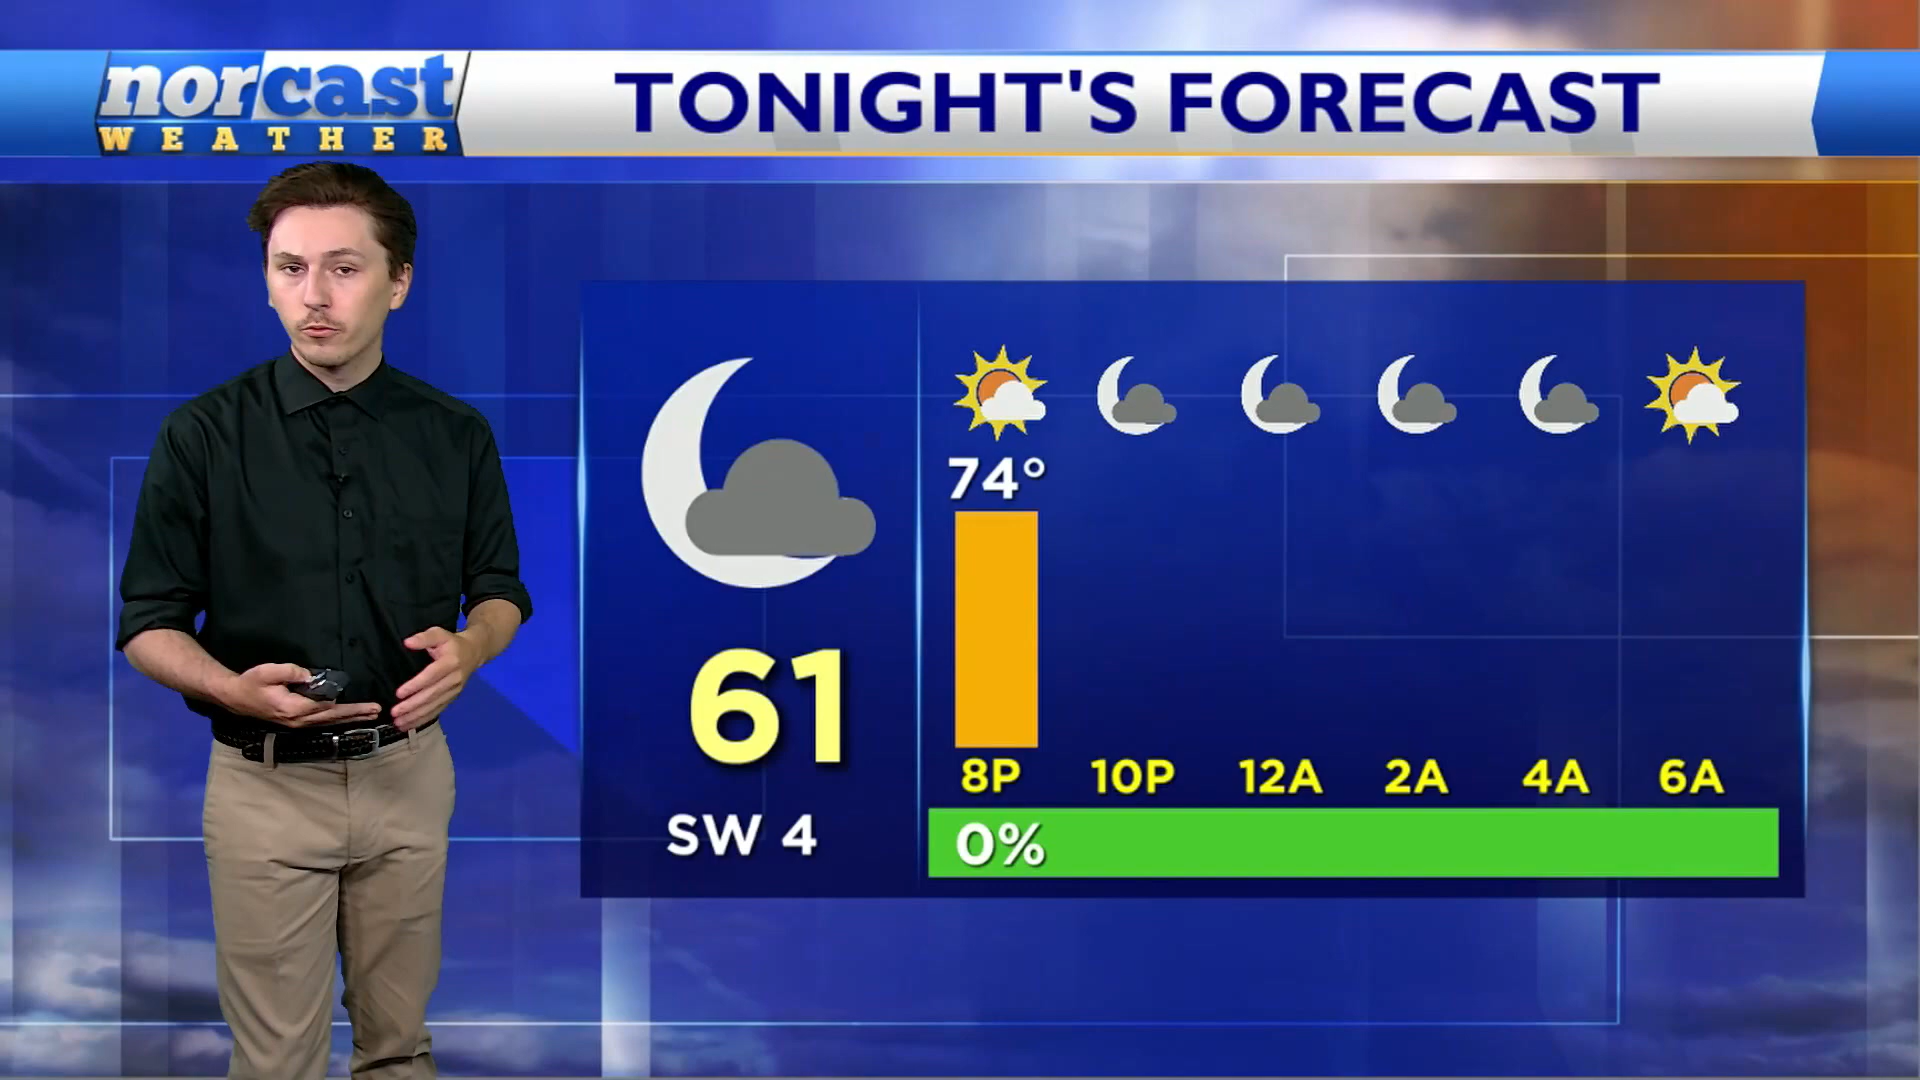 norcast
WEATHER
TONIGHT'S FORECAST
74°
61
SW 4
8P 10P 12A 2A 4A 6A
0%